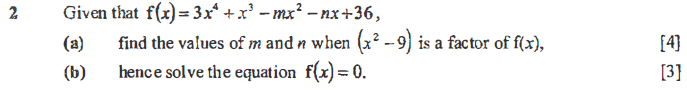 2 Given that f(x) = 3x⁴ + x³ − mx² − nx + 36,
(a) find the values of m and n when (x² − 9) is a factor of f(x), [4]
(b) hence solve the equation f(x) = 0. [3]